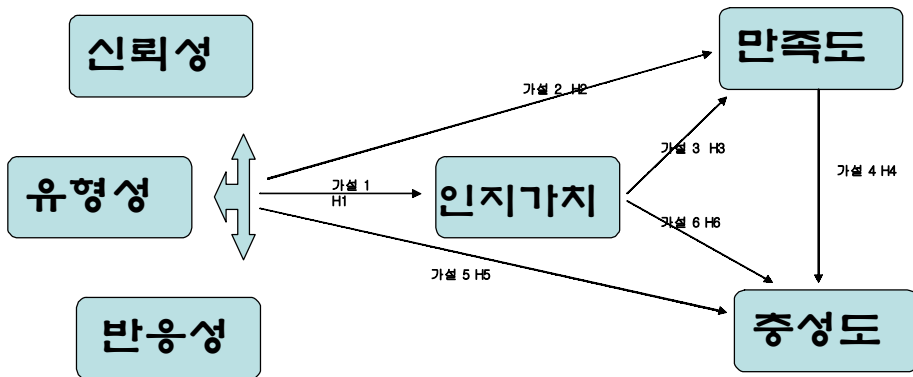 신뢰성
만족도
가설 2 H2
가설 3 H3
가설 4 H4
유형성
가설 1
H1
인지가치
가설 6 H6
가설 5 H5
반응성
충성도